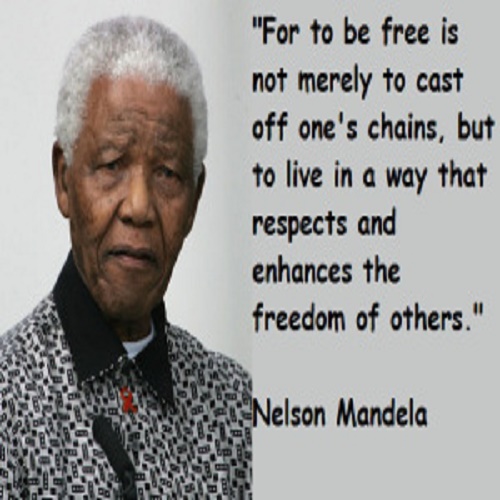 "For to be free is
not merely to cast
off one's chains, but
to live in a way that
respects and
enhances the
freedom of others."
Nelson Mandela